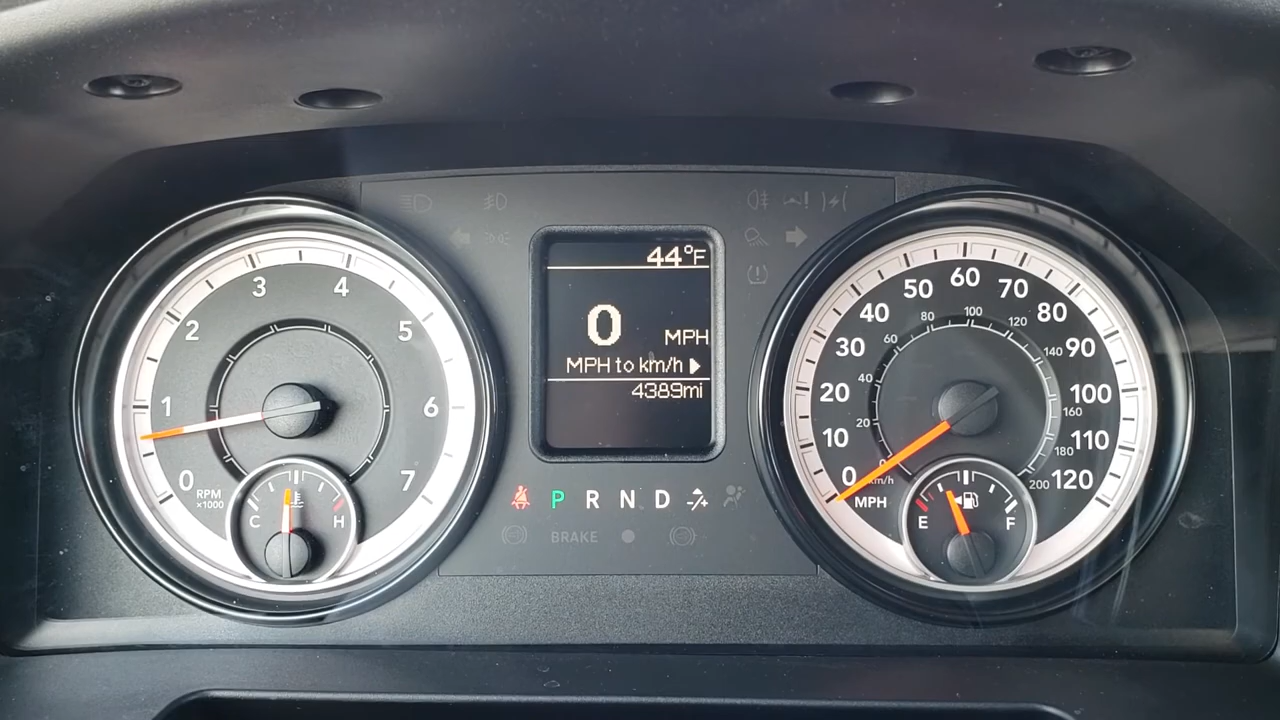 0 1 2 3 4 5 6 7
RPM
×1000
C H
44°F
0 MPH
MPH to km/h
4389mi
P R N D
BRAKE
0 10 20 30 40 50 60 70 80 90 100 110 120
MPH
0 20 40 60 80 100 120 140 160 180 200
km/h
E F